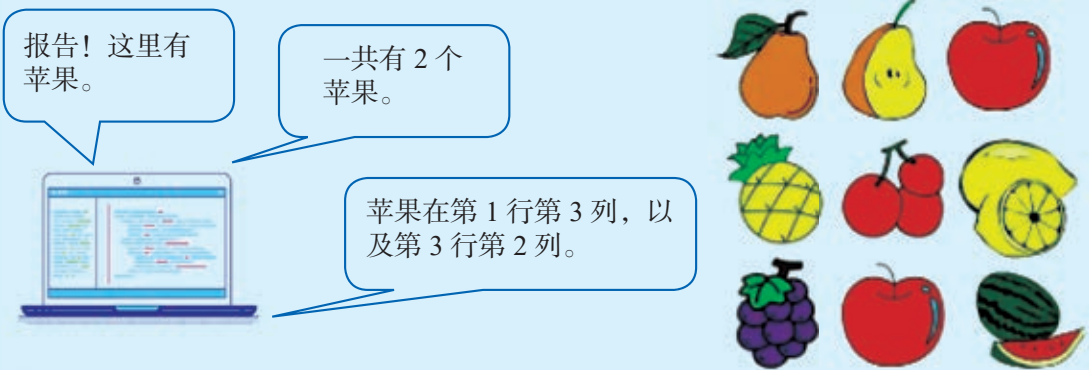 报告！这里有
苹果。
一共有 2 个
苹果。
苹果在第 1 行第 3 列，以
及第 3 行第 2 列。